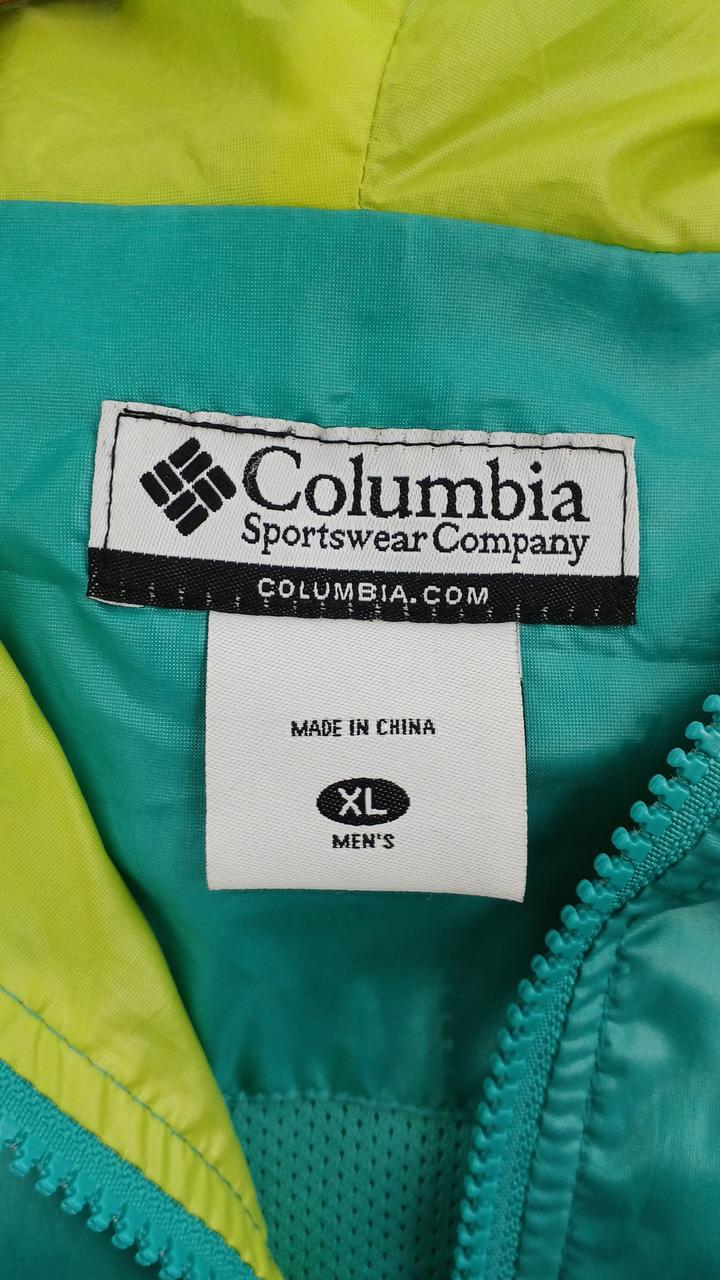 Columbia
Sportswear Company
COLUMBIA.COM
MADE IN CHINA
XL
MEN'S